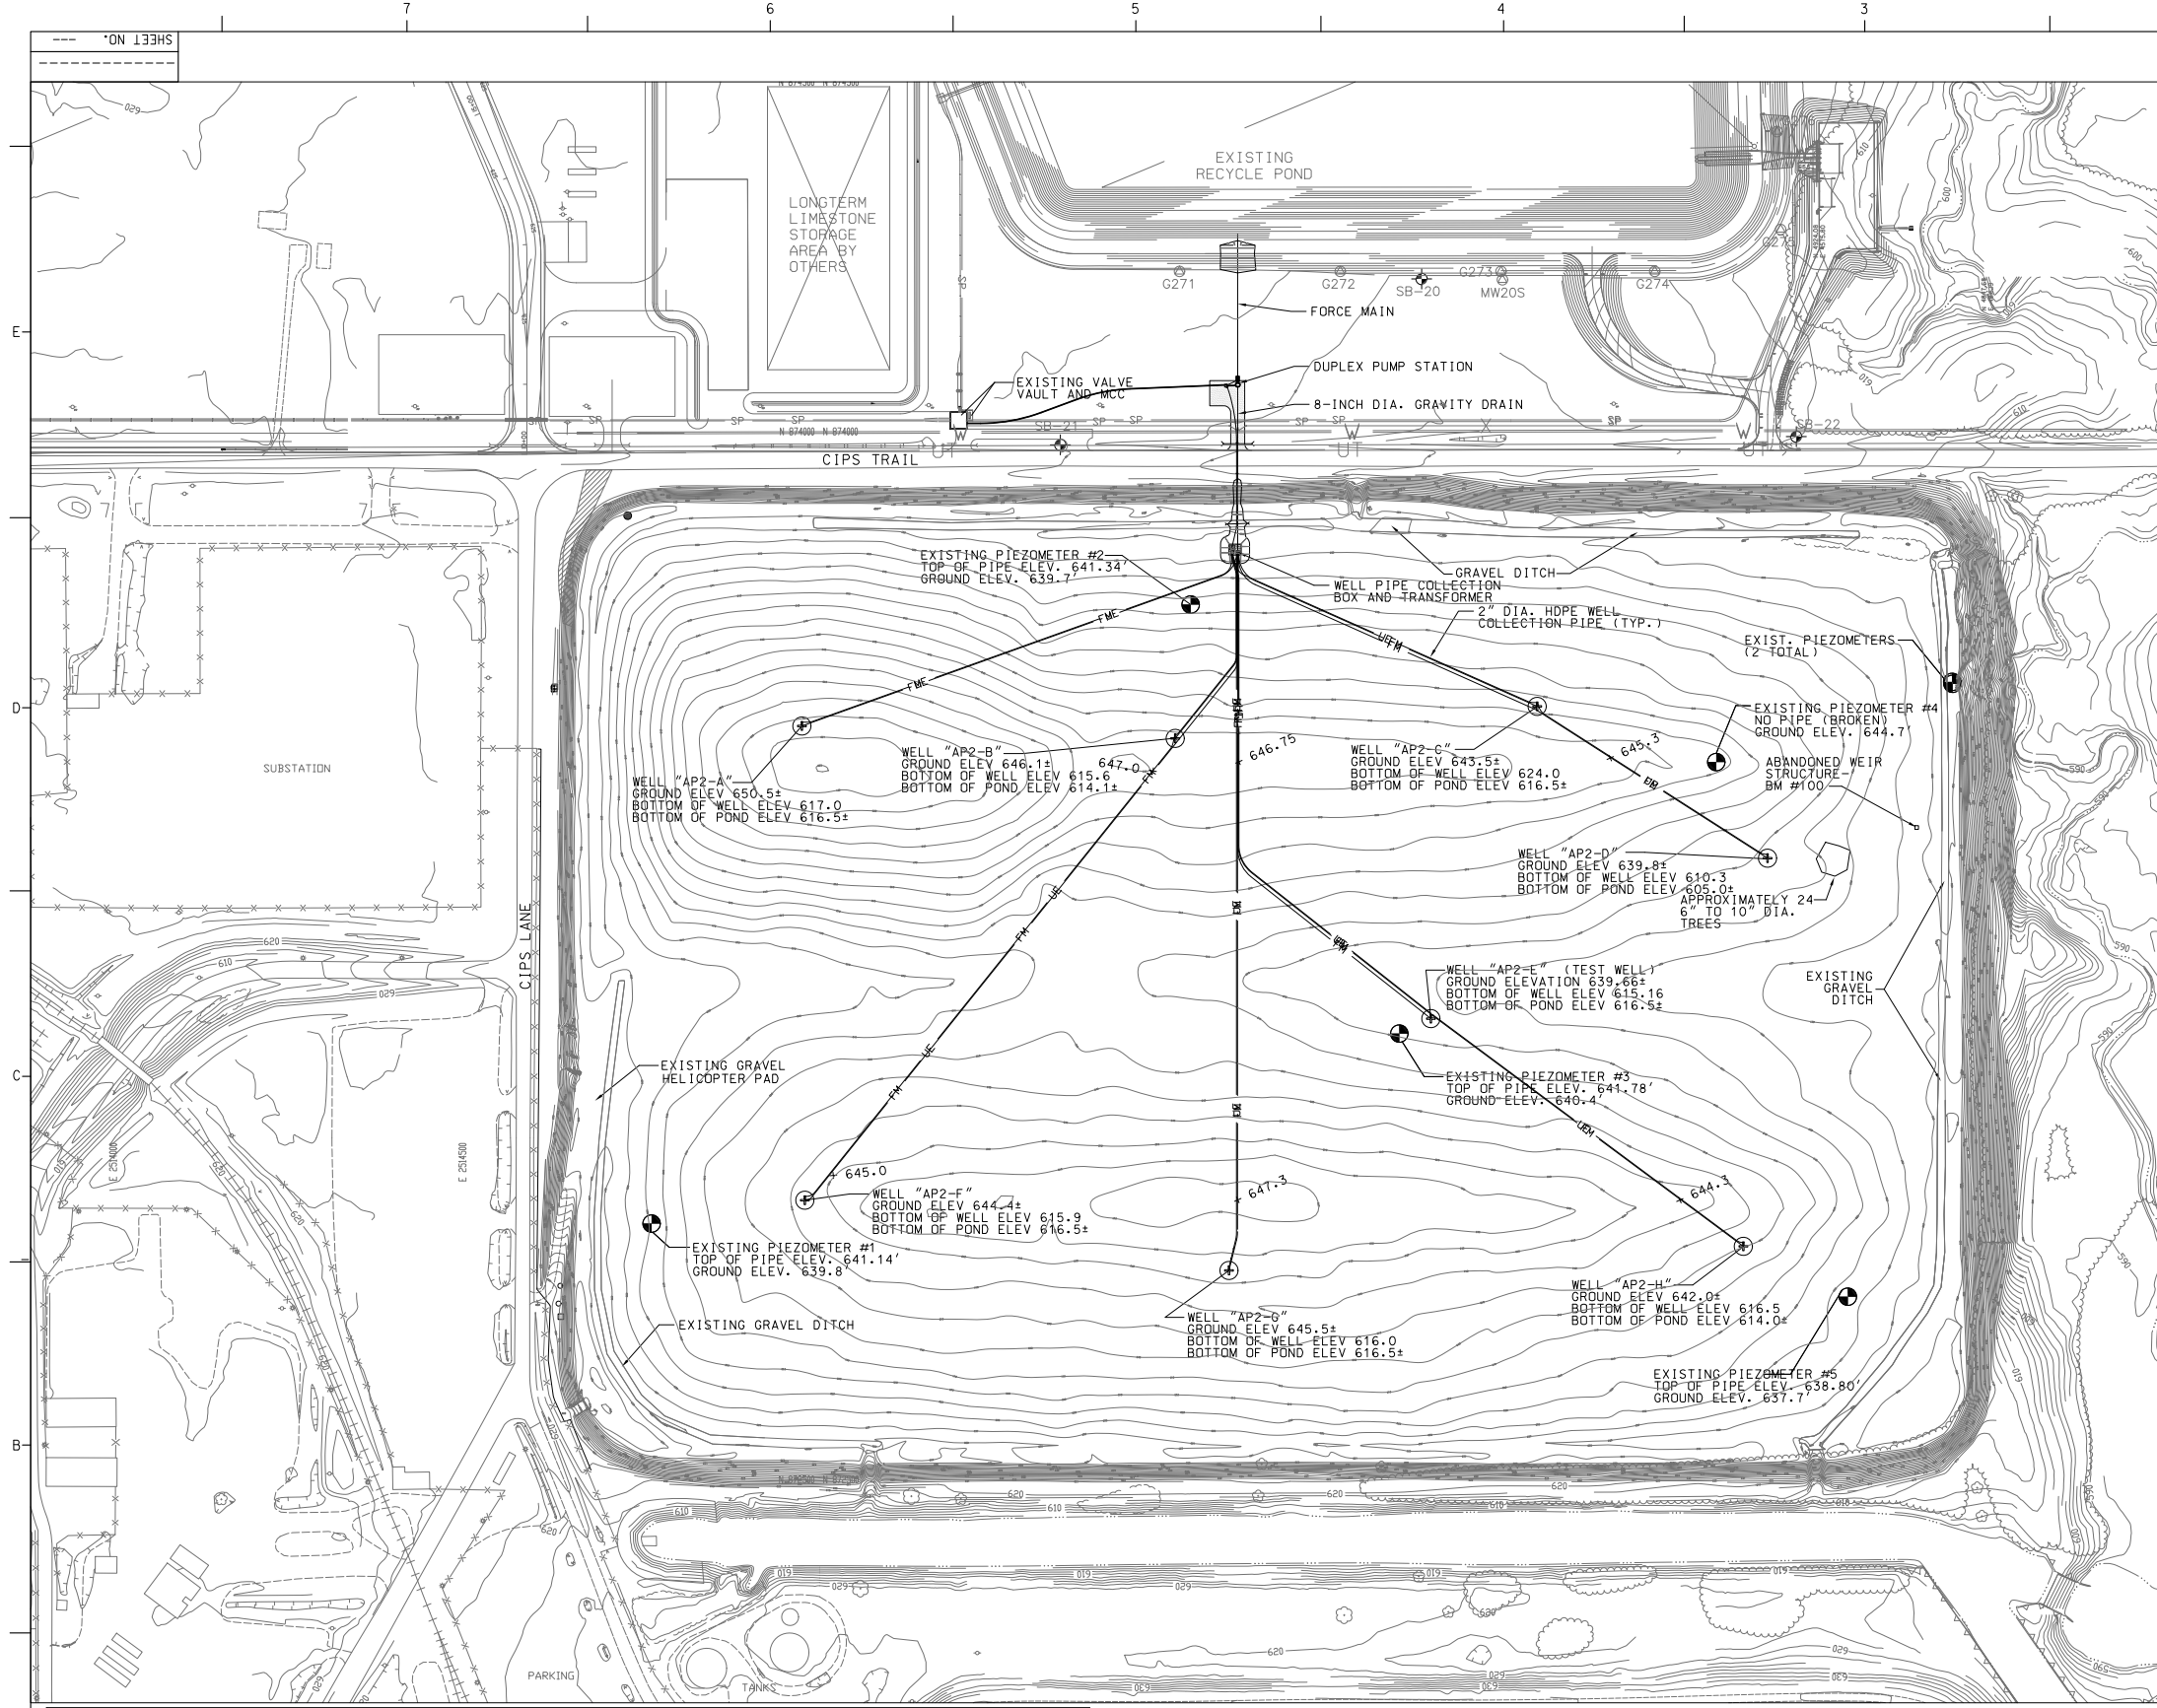 7 6 5 4 3
SHEET NO. ---
E
D
C
B
LONGTERM
LIMESTONE
STORAGE
AREA BY
OTHERS
EXISTING
RECYCLE POND
G271
G272
SB-20
G273
MW20S
G274
G275
FORCE MAIN
DUPLEX PUMP STATION
EXISTING VALVE
VAULT AND MCC
8-INCH DIA. GRAVITY DRAIN
SB-21
SB-22
N 874000 N 874000
CIPS TRAIL
EXISTING PIEZOMETER #2
TOP OF PIPE ELEV. 641.34'
GROUND ELEV. 639.7'
GRAVEL DITCH
WELL PIPE COLLECTION
BOX AND TRANSFORMER
2" DIA. HDPE WELL
COLLECTION PIPE (TYP.)
EXIST. PIEZOMETERS
(2 TOTAL)
EXISTING PIEZOMETER #4
NO PIPE (BROKEN)
GROUND ELEV. 644.7'
ABANDONED WEIR
STRUCTURE-
BM #100
SUBSTATION
WELL "AP2-A"
GROUND ELEV 650.5±
BOTTOM OF WELL ELEV 617.0
BOTTOM OF POND ELEV 616.5±
WELL "AP2-B"
GROUND ELEV 646.1±
BOTTOM OF WELL ELEV 615.6
BOTTOM OF POND ELEV 614.1±
647.0
646.75
WELL "AP2-C"
GROUND ELEV 643.5±
BOTTOM OF WELL ELEV 624.0
BOTTOM OF POND ELEV 616.5±
645.3
WELL "AP2-D"
GROUND ELEV 639.8±
BOTTOM OF WELL ELEV 610.3
BOTTOM OF POND ELEV 605.0±
APPROXIMATELY 24
6" TO 10" DIA.
TREES
CIPS LANE
WELL "AP2-E" (TEST WELL)
GROUND ELEVATION 639.66±
BOTTOM OF WELL ELEV 615.16
BOTTOM OF POND ELEV 616.5±
EXISTING
GRAVEL
DITCH
EXISTING GRAVEL
HELICOPTER PAD
EXISTING PIEZOMETER #3
TOP OF PIPE ELEV. 641.78'
GROUND ELEV. 640.4'
E 2514000
E 2514500
645.0
WELL "AP2-F"
GROUND ELEV 644.4±
BOTTOM OF WELL ELEV 615.9
BOTTOM OF POND ELEV 616.5±
647.3
644.3
EXISTING PIEZOMETER #1
TOP OF PIPE ELEV. 641.14'
GROUND ELEV. 639.8'
EXISTING GRAVEL DITCH
WELL "AP2-G"
GROUND ELEV 645.5±
BOTTOM OF WELL ELEV 616.0
BOTTOM OF POND ELEV 616.5±
WELL "AP2-H"
GROUND ELEV 642.0±
BOTTOM OF WELL ELEV 616.5
BOTTOM OF POND ELEV 614.0±
EXISTING PIEZOMETER #5
TOP OF PIPE ELEV. 638.80'
GROUND ELEV. 637.7'
PARKING
TANKS